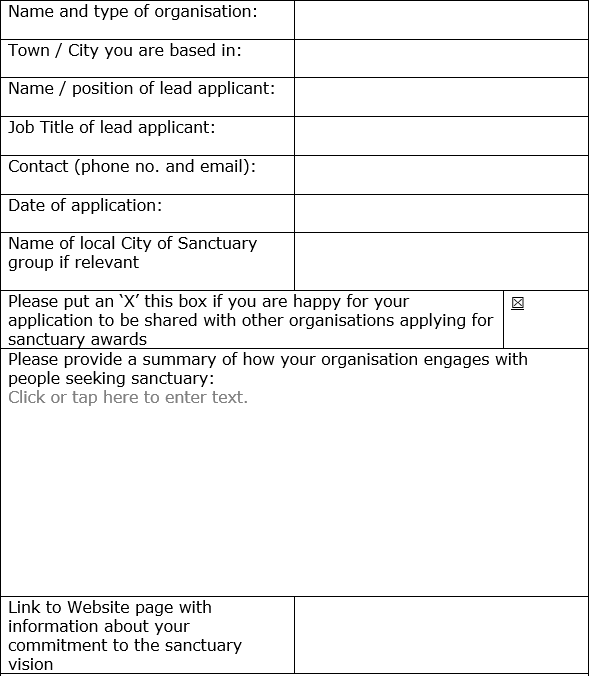 Name and type of organisation:
Town / City you are based in:
Name / position of lead applicant:
Job Title of lead applicant:
Contact (phone no. and email):
Date of application:
Name of local City of Sanctuary
group if relevant
Please put an ‘X’ this box if you are happy for your
application to be shared with other organisations applying for
sanctuary awards
☒
Please provide a summary of how your organisation engages with
people seeking sanctuary:
Click or tap here to enter text.
Link to Website page with
information about your
commitment to the sanctuary
vision